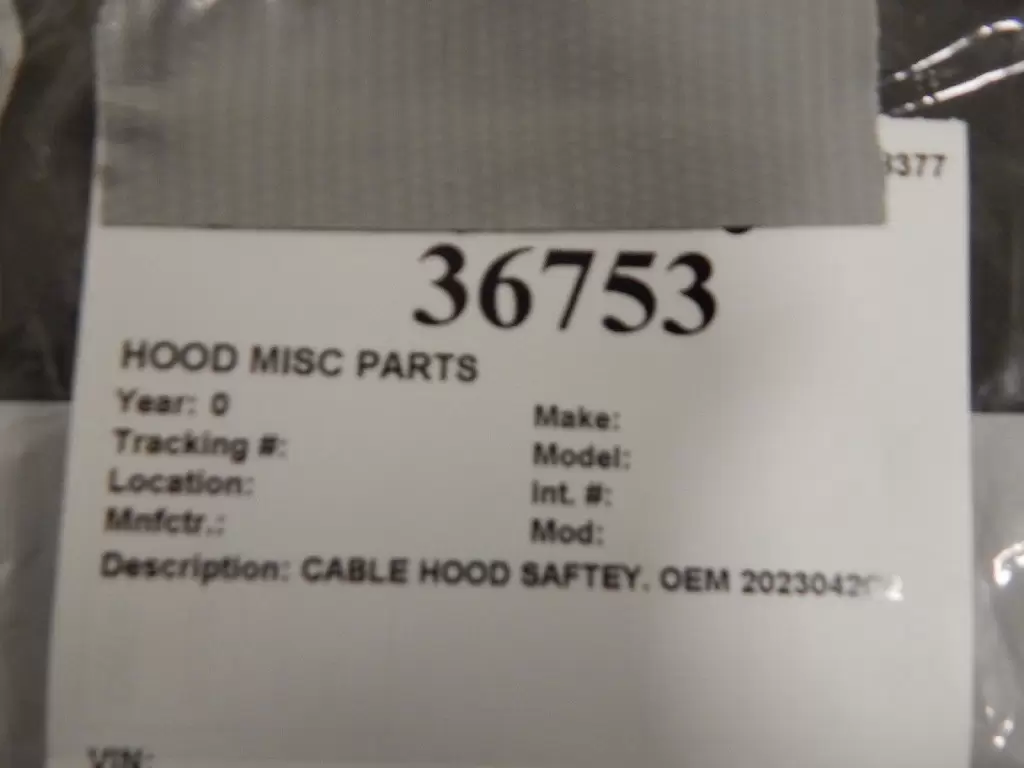 3377
36753
HOOD MISC PARTS
Year: 0 Make:
Tracking #: Model:
Location: Int. #:
Mnfctr.: Mod:
Description: CABLE HOOD SAFTEY. OEM
VIN: